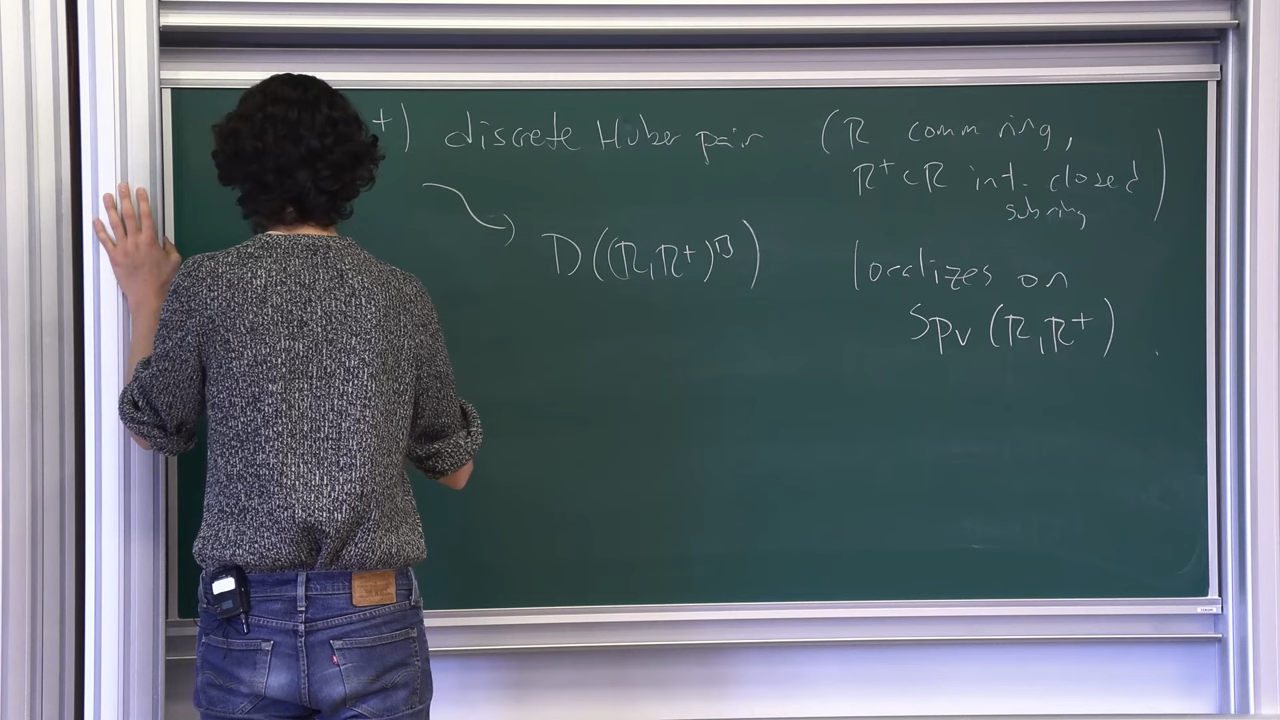 +) discrete Huber pair (R comm ring,
R⁺ ⊂ R int. closed
subring)
D((R, R⁺)^□) localizes on
Spv (R, R⁺)